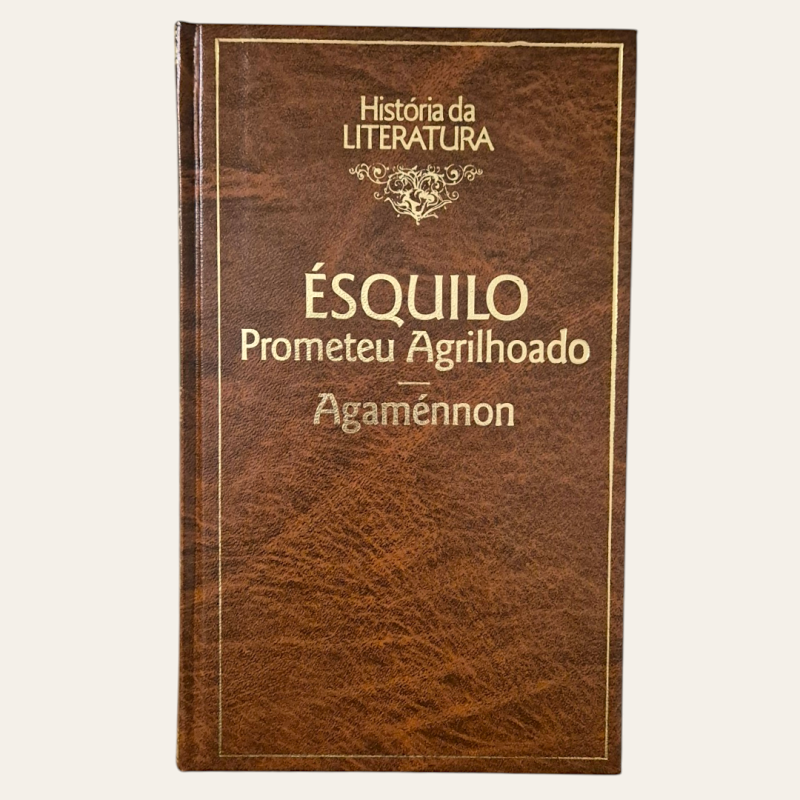 História da
LITERATURA
ÉSQUILO
Prometeu Agrilhoado
Agaménnon